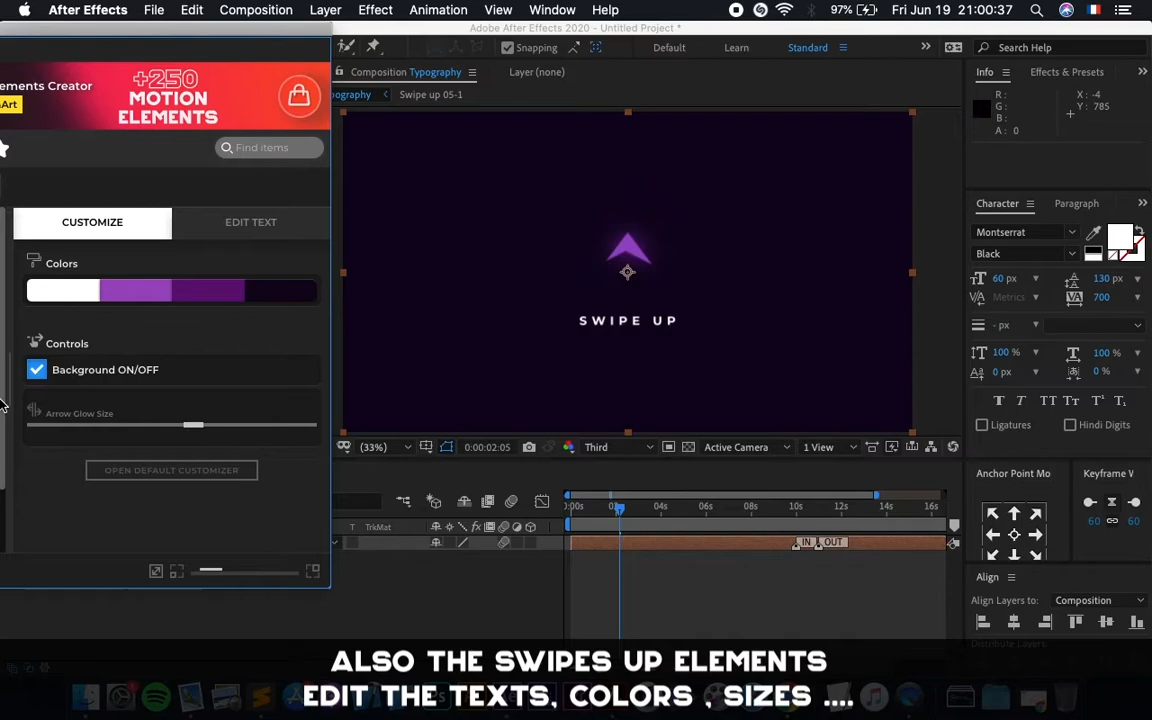 After Effects File Edit Composition Layer Effect Animation View Window Help 97% Fri Jun 19 21:00:37
Adobe After Effects 2020 - Untitled Project *
Snapping Default Learn Standard Search Help
Composition Typography Layer (none)
Info Effects & Presets
ypography Swipe up 05-1
ements Creator
nArt
+250
MOTION
ELEMENTS
R : X : -4
G : Y : 785
B :
A : 0
Find items
Character Paragraph
CUSTOMIZE EDIT TEXT
Montserrat
Black
Colors
60 px 130 px
Metrics 700
SWIPE UP
- px
Controls
100 % 100 %
Background ON/OFF
0 px 0 %
Arrow Glow Size
Ligatures Hindi Digits
(33%) 0:00:02:05 Third Active Camera 1 View
OPEN DEFAULT CUSTOMIZER
Anchor Point Mo Keyframe V
:00s 04s 06s 08s 10s 12s 14s 16s
T TrkMat
60 60
IN OUT
Align
Align Layers to: Composition
Distribute Layers:
ALSO THE SWIPES UP ELEMENTS
EDIT THE TEXTS, COLORS , SIZES ....